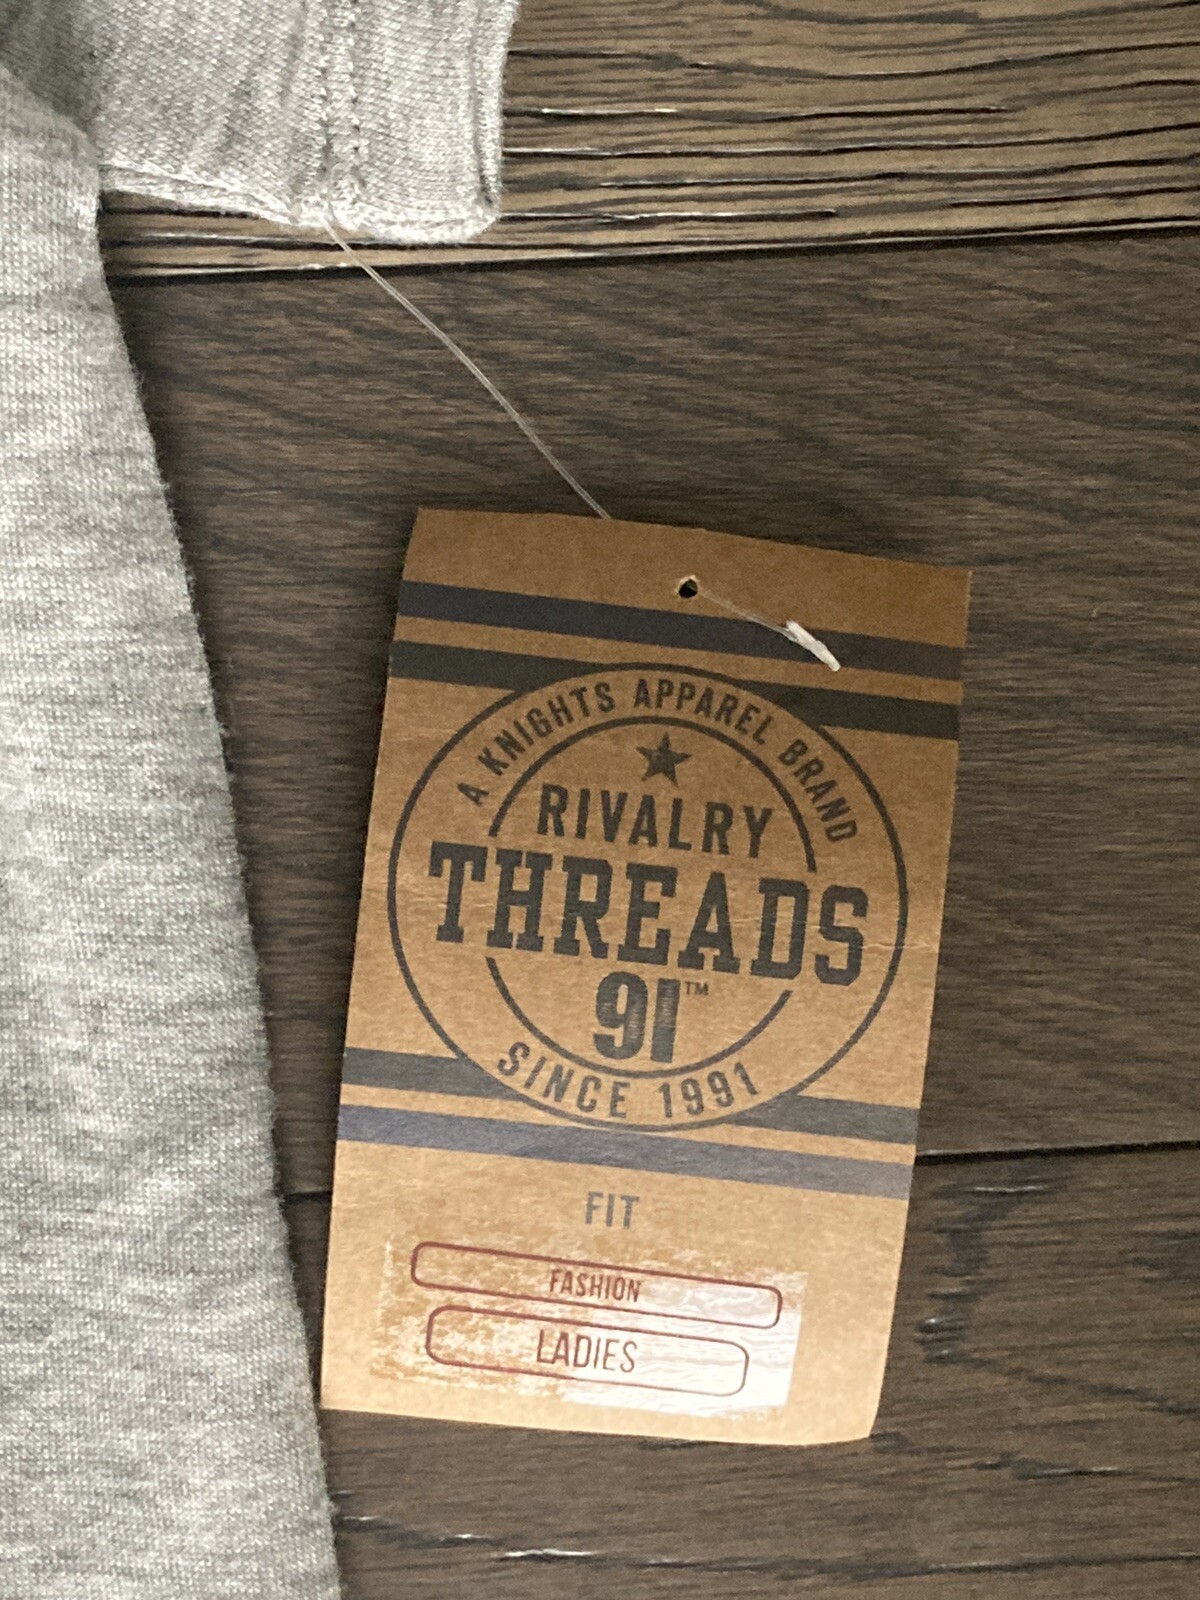 A KNIGHTS APPAREL BRAND
RIVALRY
THREADS
91™
SINCE 1991
FIT
FASHION
LADIES